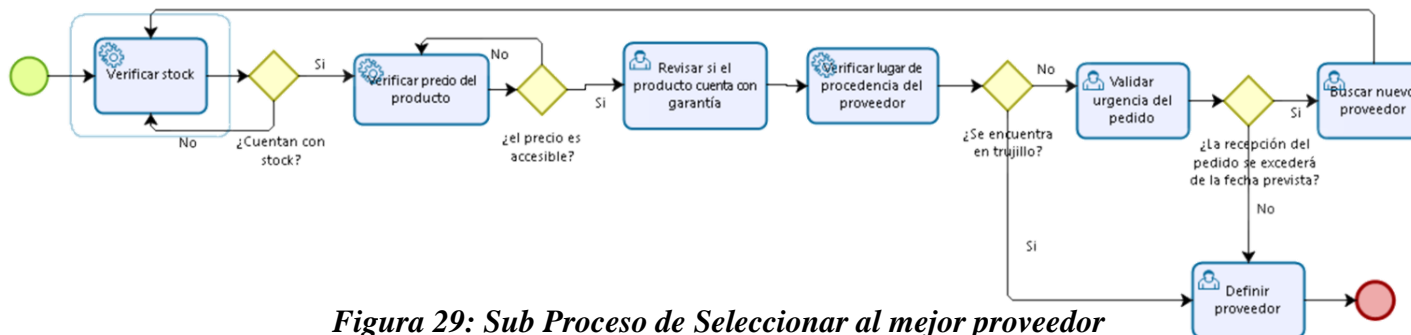 Verificar stock
No
¿Cuentan con
stock?
Si
Verificar precio del
producto
No
¿el precio es
accesible?
Si
Revisar si el
producto cuenta con
garantía
Verificar lugar de
procedencia del
proveedor
¿Se encuentra
en trujillo?
No
Si
Validar
urgencia del
pedido
¿La recepción del
pedido se excederá
de la fecha prevista?
Si
No
Buscar nuevo
proveedor
Definir
proveedor
Figura 29: Sub Proceso de Seleccionar al mejor proveedor